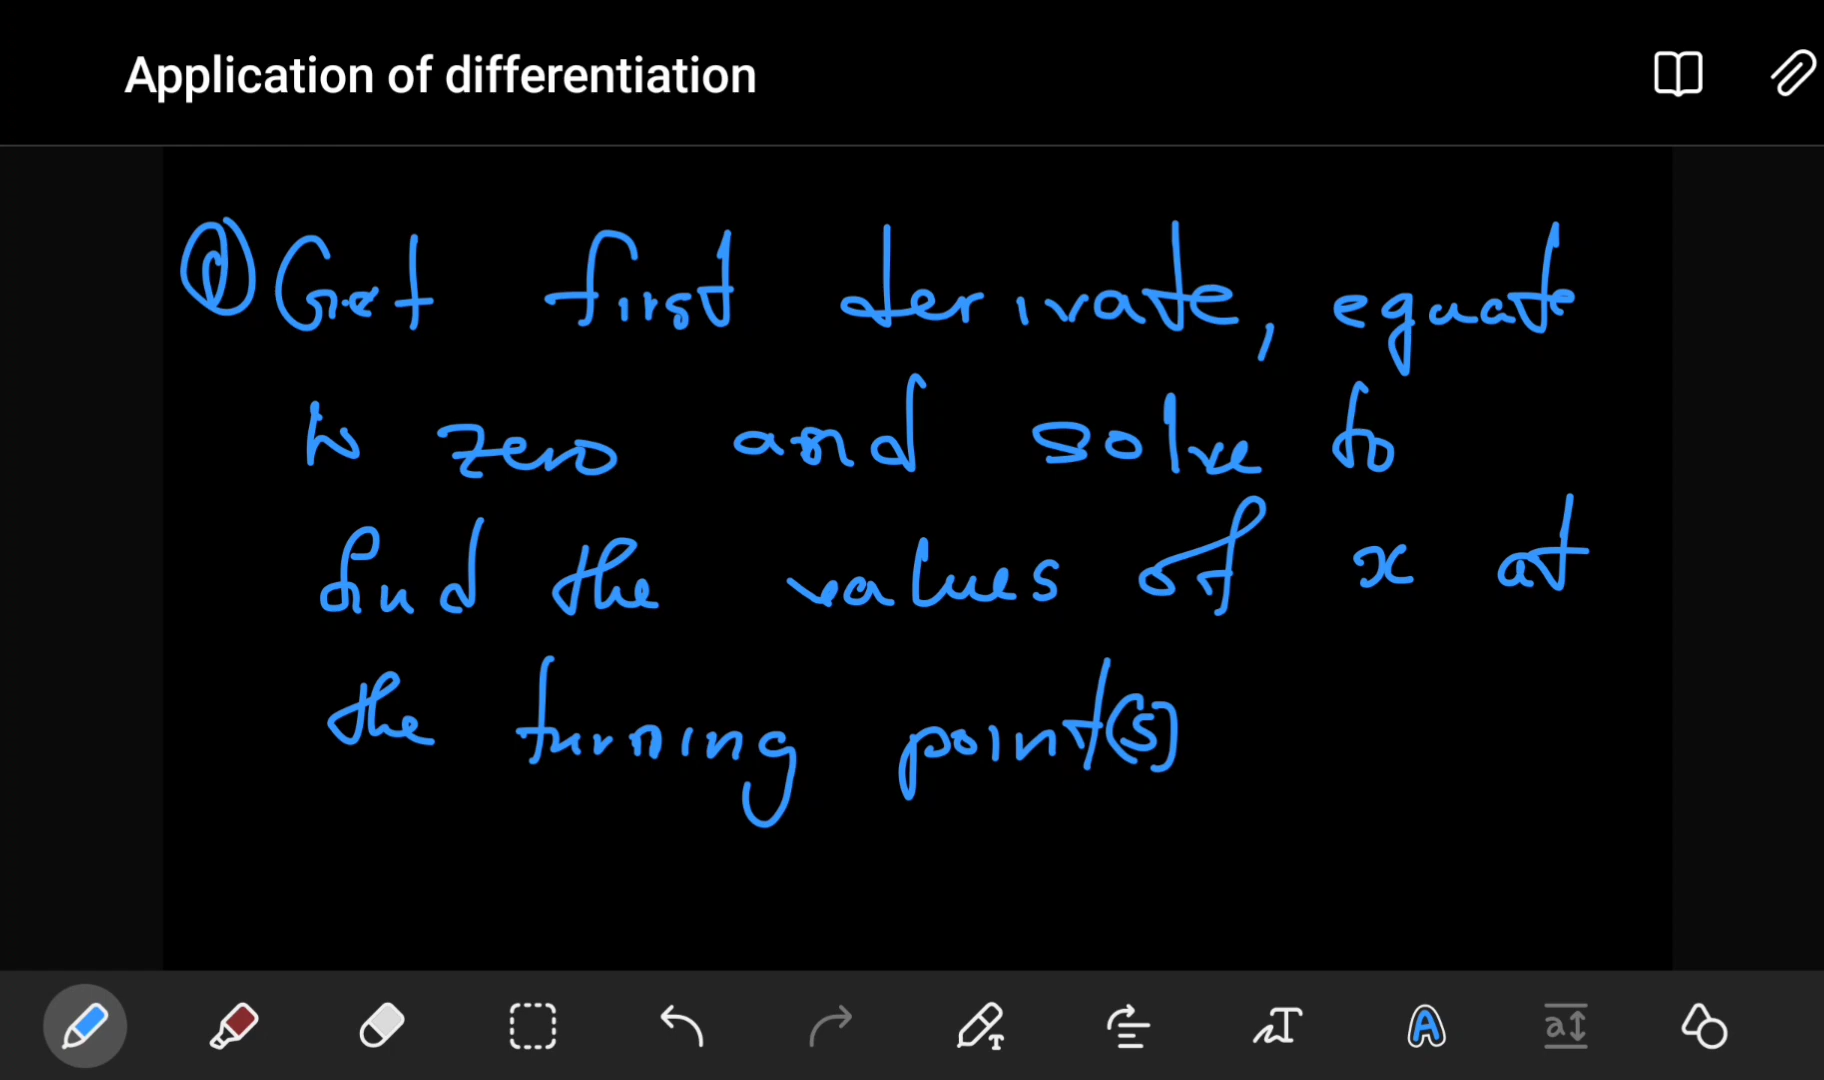 Application of differentiation
① Get first derivate, equate
to zero and solve to
find the values of x at
the turning point(s)